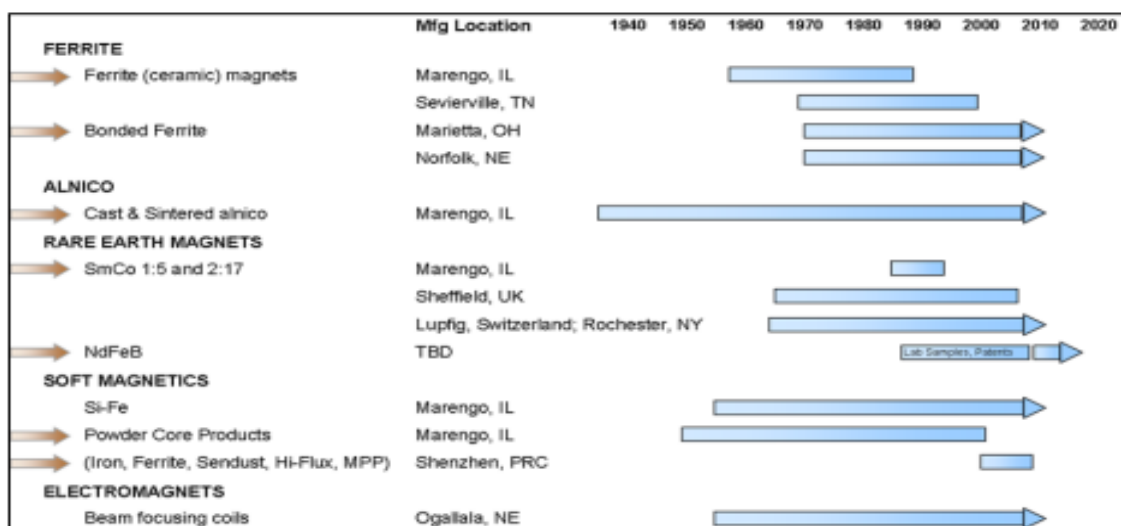 Mfg Location 1940 1950 1960 1970 1980 1990 2000 2010 2020
FERRITE
Ferrite (ceramic) magnets Marengo, IL
Sevierville, TN
Bonded Ferrite Marietta, OH
Norfolk, NE
ALNICO
Cast & Sintered alnico Marengo, IL
RARE EARTH MAGNETS
SmCo 1:5 and 2:17 Marengo, IL
Sheffield, UK
Lupfig, Switzerland; Rochester, NY
NdFeB TBD Lab Samples, Patents
SOFT MAGNETICS
Si-Fe Marengo, IL
Powder Core Products Marengo, IL
(Iron, Ferrite, Sendust, Hi-Flux, MPP) Shenzhen, PRC
ELECTROMAGNETS
Beam focusing coils Ogallala, NE